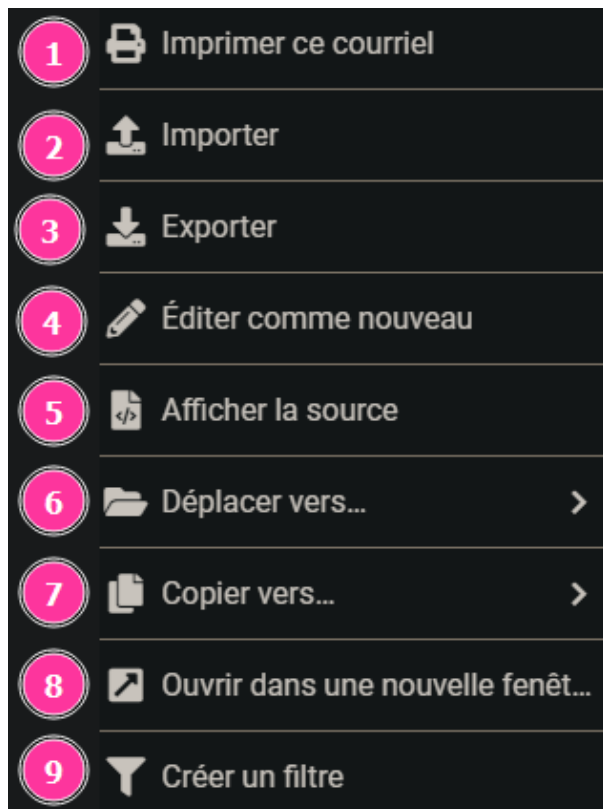 1 Imprimer ce courriel
2 Importer
3 Exporter
4 Éditer comme nouveau
5 Afficher la source
6 Déplacer vers…
7 Copier vers…
8 Ouvrir dans une nouvelle fenêt...
9 Créer un filtre